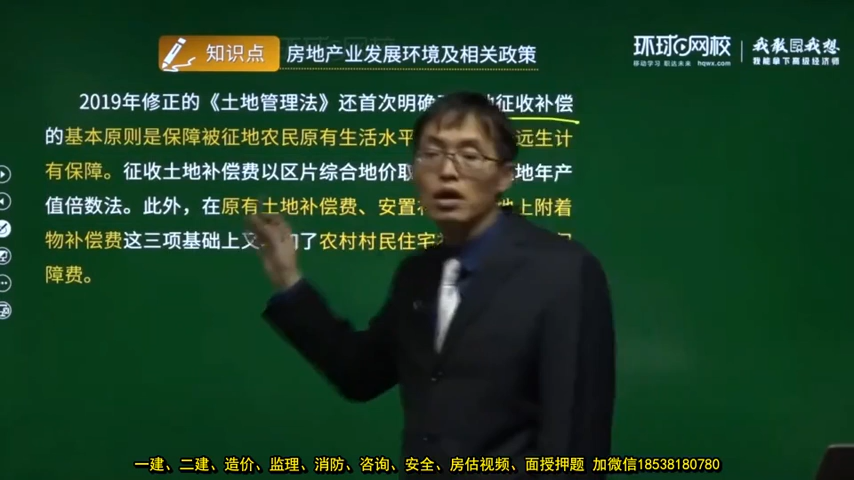 知识点 房地产业发展环境及相关政策
环球网校
移动学习 职达未来 hqwx.com
我敢因我想
我能拿下高级经济师
2019年修正的《土地管理法》还首次明确 征收补偿
的基本原则是保障被征地农民原有生活水 远生计
有保障。征收土地补偿费以区片综合地价取 地年产
值倍数法。此外，在原有土地补偿费、安置 上附着
物补偿费这三项基础上又 了农村村民住宅
障费。
一建、二建、造价、监理、消防、咨询、安全、房估视频、面授押题 加微信18538180780